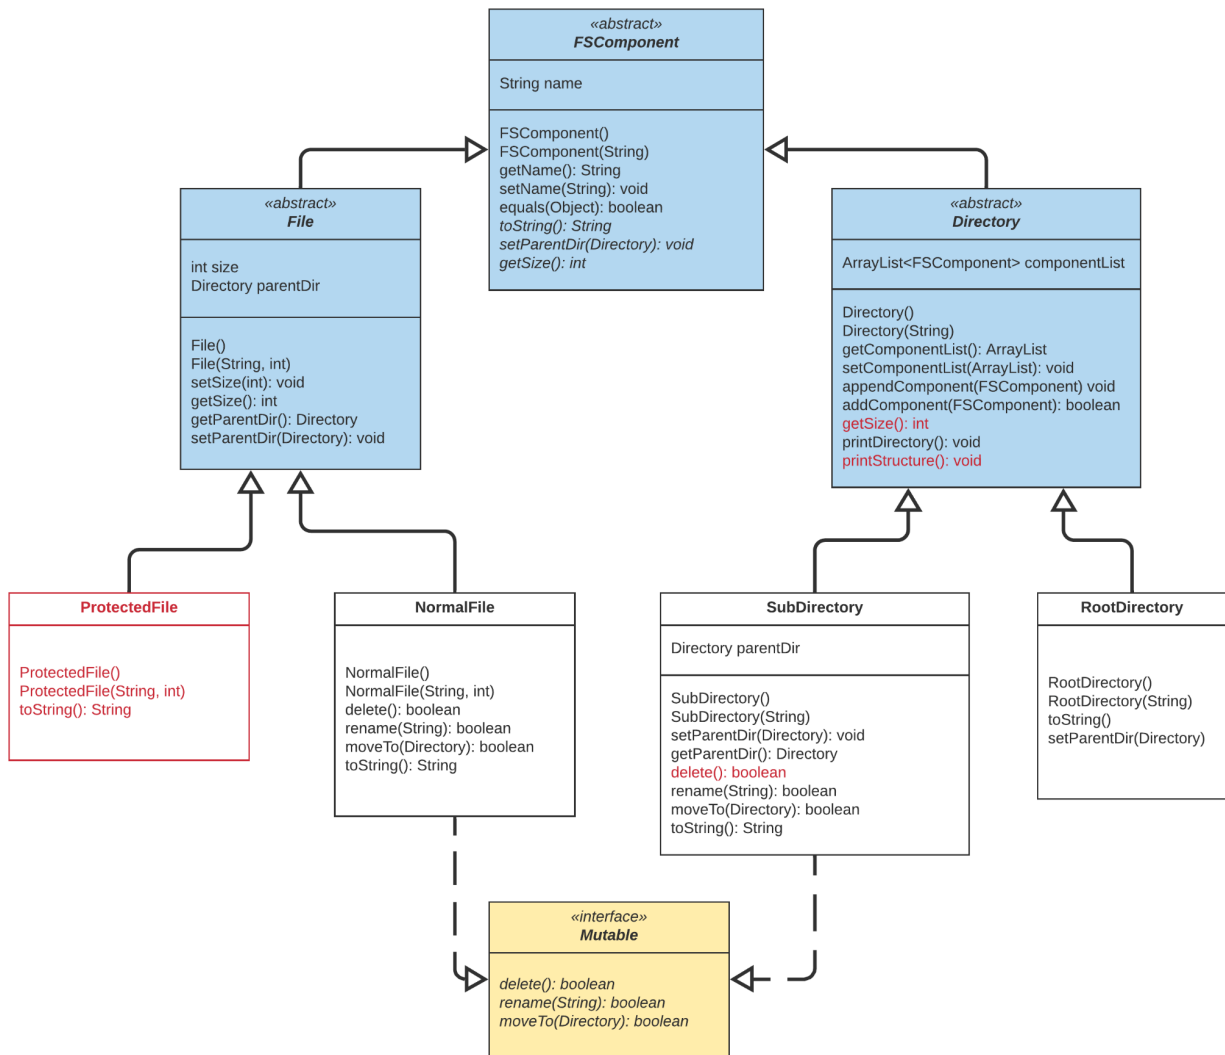 «abstract»
FSComponent
String name
FSComponent()
FSComponent(String)
getName(): String
setName(String): void
equals(Object): boolean
toString(): String
setParentDir(Directory): void
getSize(): int
«abstract»
File
int size
Directory parentDir
File()
File(String, int)
setSize(int): void
getSize(): int
getParentDir(): Directory
setParentDir(Directory): void
«abstract»
Directory
ArrayList<FSComponent> componentList
Directory()
Directory(String)
getComponentList(): ArrayList
setComponentList(ArrayList): void
appendComponent(FSComponent) void
addComponent(FSComponent): boolean
getSize(): int
printDirectory(): void
printStructure(): void
ProtectedFile
ProtectedFile()
ProtectedFile(String, int)
toString(): String
NormalFile
NormalFile()
NormalFile(String, int)
delete(): boolean
rename(String): boolean
moveTo(Directory): boolean
toString(): String
SubDirectory
Directory parentDir
SubDirectory()
SubDirectory(String)
setParentDir(Directory): void
getParentDir(): Directory
delete(): boolean
rename(String): boolean
moveTo(Directory): boolean
toString(): String
RootDirectory
RootDirectory()
RootDirectory(String)
toString()
setParentDir(Directory)
«interface»
Mutable
delete(): boolean
rename(String): boolean
moveTo(Directory): boolean